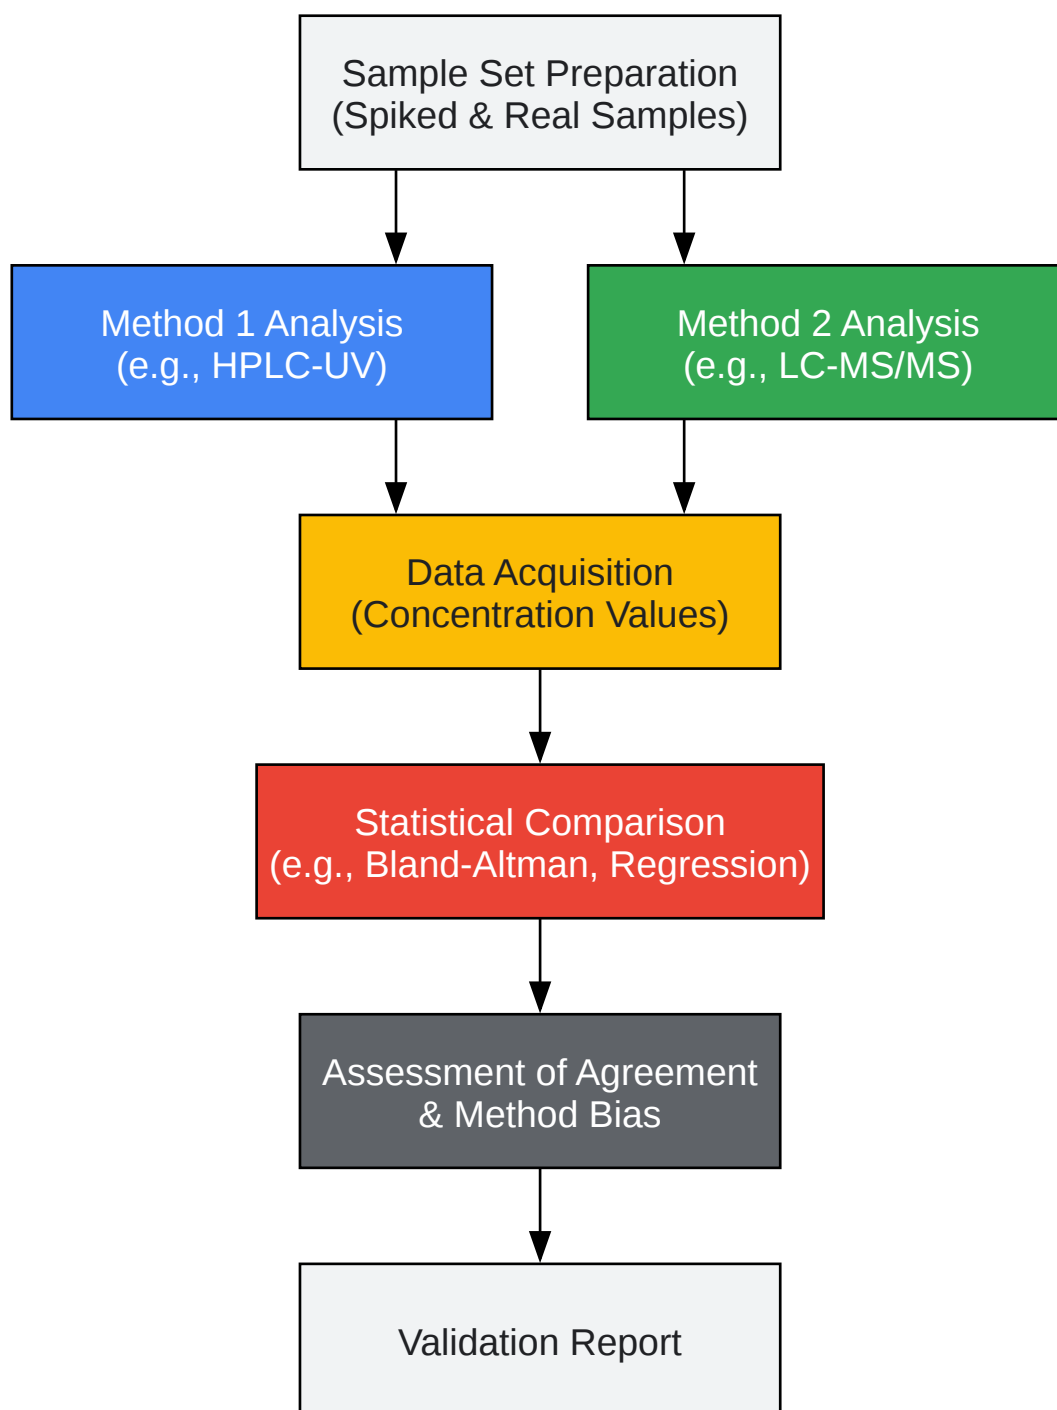 Sample Set Preparation
(Spiked & Real Samples)
Method 1 Analysis
(e.g., HPLC-UV)
Method 2 Analysis
(e.g., LC-MS/MS)
Data Acquisition
(Concentration Values)
Statistical Comparison
(e.g., Bland-Altman, Regression)
Assessment of Agreement
& Method Bias
Validation Report